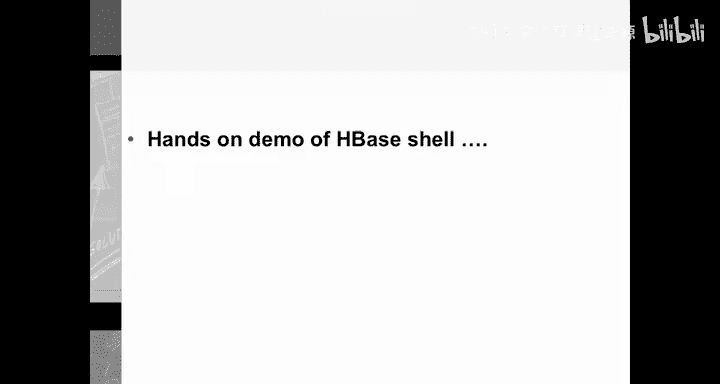 bilibili
• Hands on demo of HBase shell ….